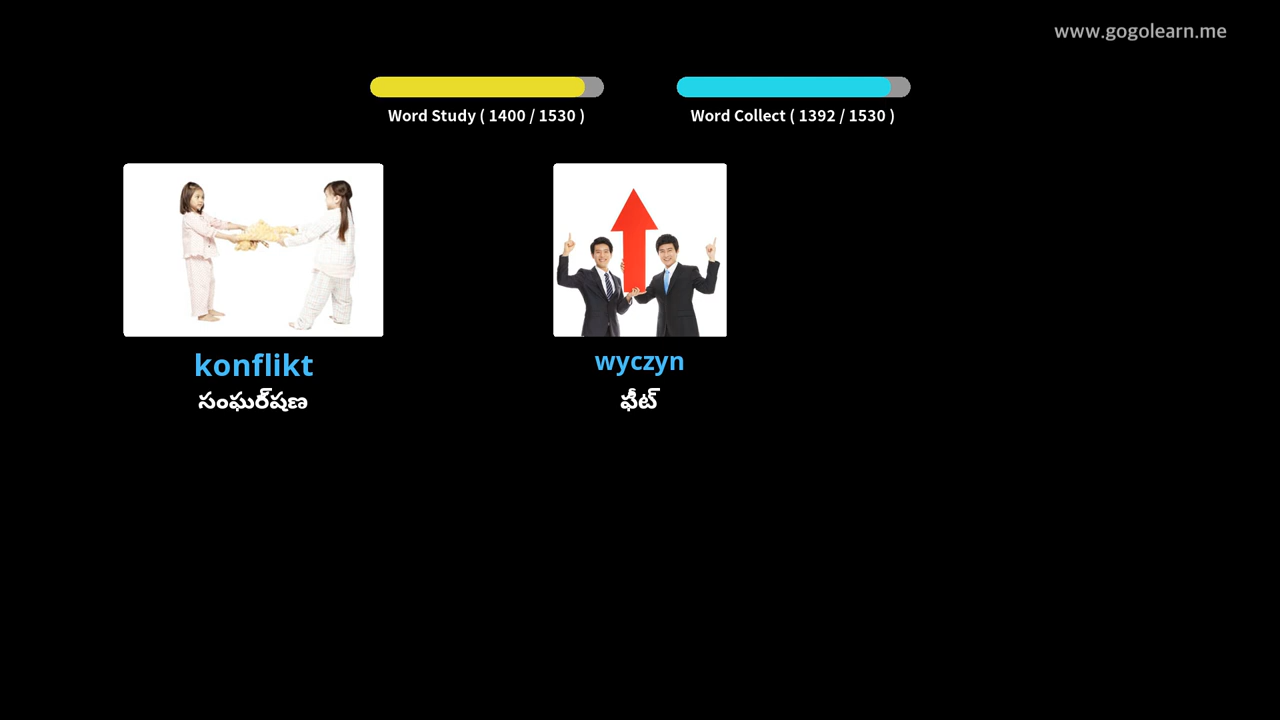 www.gogolearn.me
Word Study ( 1400 / 1530 )
Word Collect ( 1392 / 1530 )
konflikt
సంఘర్షణ
wyczyn
ఫీట్